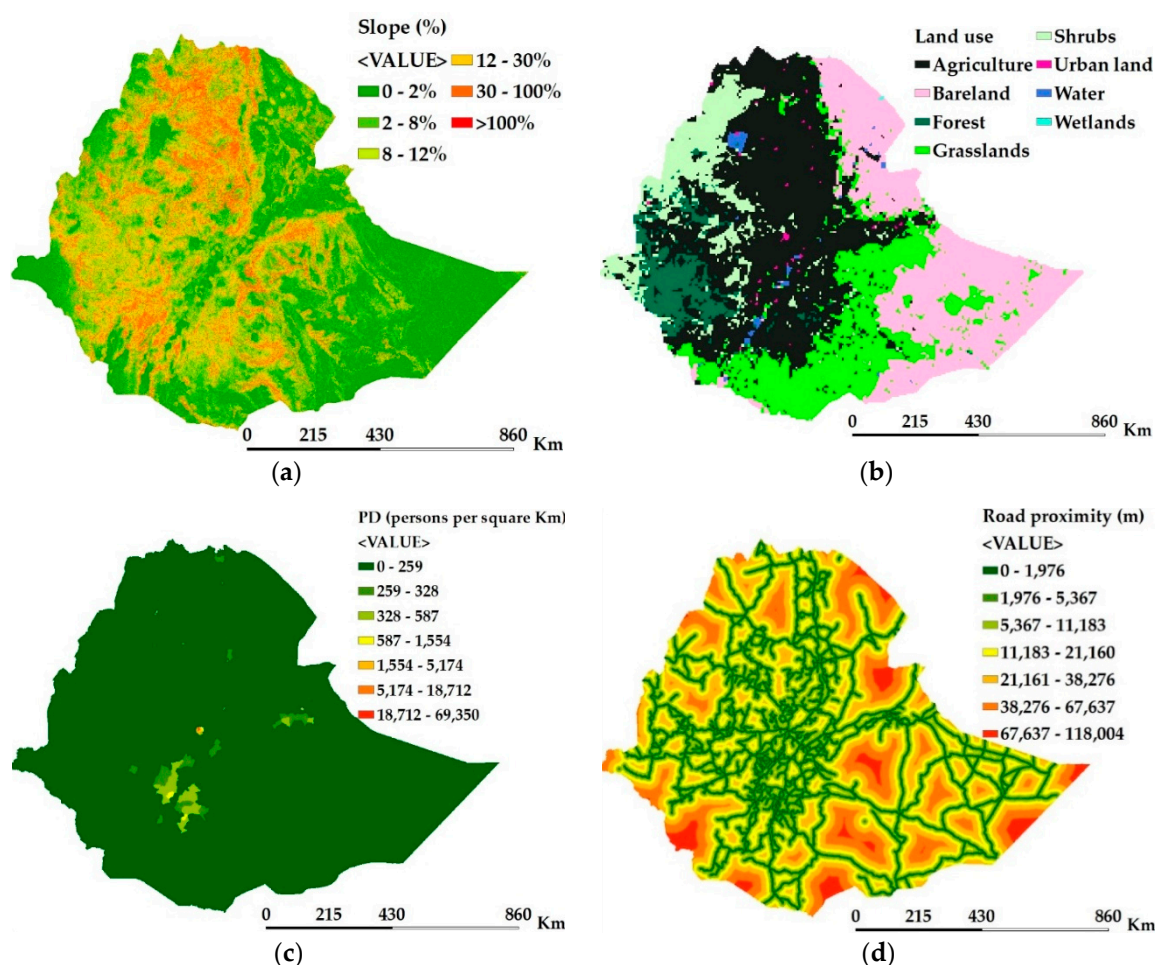 Slope (%)
<VALUE>
0 - 2%
2 - 8%
8 - 12%
12 - 30%
30 - 100%
>100%
0 215 430 860 Km
(a)
Land use
Agriculture
Bareland
Forest
Grasslands
Shrubs
Urban land
Water
Wetlands
0 215 430 860 Km
(b)
PD (persons per square Km)
<VALUE>
0 - 259
259 - 328
328 - 587
587 - 1,554
1,554 - 5,174
5,174 - 18,712
18,712 - 69,350
0 215 430 860 Km
(c)
Road proximity (m)
<VALUE>
0 - 1,976
1,976 - 5,367
5,367 - 11,183
11,183 - 21,160
21,161 - 38,276
38,276 - 67,637
67,637 - 118,004
0 215 430 860 Km
(d)